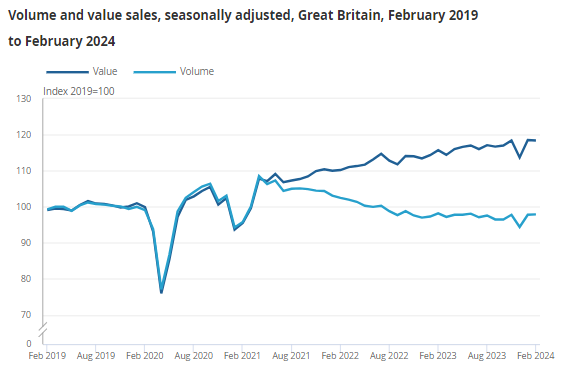 Volume and value sales, seasonally adjusted, Great Britain, February 2019
to February 2024
Value Volume
Index 2019=100
130
120
110
100
90
80
70
0
Feb 2019 Aug 2019 Feb 2020 Aug 2020 Feb 2021 Aug 2021 Feb 2022 Aug 2022 Feb 2023 Aug 2023 Feb 2024